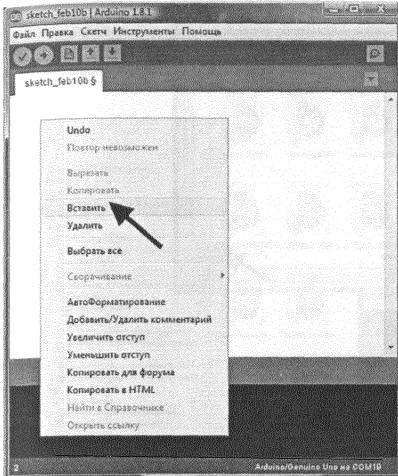 sketch_feb10b | Arduino 1.8.1
Файл Правка Скетч Инструменты Помощь
sketch_feb10b §
Undo
Повтор невозможен
Вырезать
Копировать
Вставить
Удалить
Выбрать все
Сворачивание
АвтоФорматирование
Добавить/Удалить комментарий
Увеличить отступ
Уменьшить отступ
Копировать для форума
Копировать в HTML
Найти в Справочнике
Открыть ссылку
2
Arduino/Genuino Uno на COM19